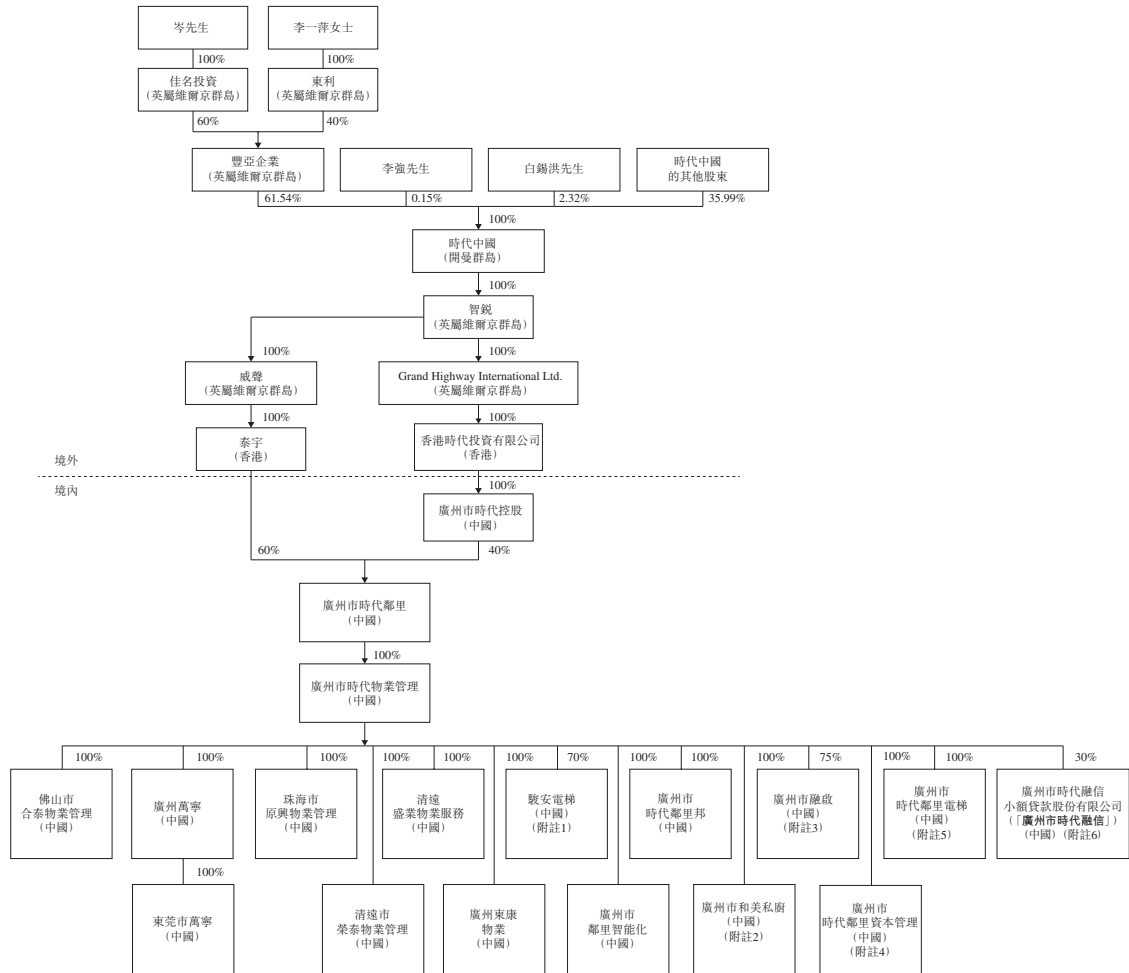 岑先生
李一萍女士
100%
100%
佳名投資
(英屬維爾京群島)
東利
(英屬維爾京群島)
60%
40%
豐亞企業
(英屬維爾京群島)
李強先生
白錫洪先生
時代中國
的其他股東
61.54%
0.15%
2.32%
35.99%
100%
時代中國
(開曼群島)
100%
智銳
(英屬維爾京群島)
100%
100%
威聲
(英屬維爾京群島)
Grand Highway International Ltd.
(英屬維爾京群島)
100%
100%
泰宇
(香港)
香港時代投資有限公司
(香港)
境外
境內
100%
廣州市時代控股
(中國)
60%
40%
廣州市時代鄰里
(中國)
100%
廣州市時代物業管理
(中國)
100%
100%
100%
100%
100%
100%
70%
100%
100%
100%
75%
100%
100%
30%
佛山市
合泰物業管理
(中國)
廣州萬寧
(中國)
珠海市
原興物業管理
(中國)
清遠
盛業物業服務
(中國)
駿安電梯
(中國)
(附註1)
廣州市
時代鄰里邦
(中國)
廣州市融啟
(中國)
(附註3)
廣州市
時代鄰里電梯
(中國)
(附註5)
廣州市時代融信
小額貸款股份有限公司
(「廣州市時代融信」)
(中國) (附註6)
100%
東莞市萬寧
(中國)
清遠市
榮泰物業管理
(中國)
廣州東康
物業
(中國)
廣州市
鄰里智能化
(中國)
廣州市和美私廚
(中國)
(附註2)
廣州市
時代鄰里資本管理
(中國)
(附註4)